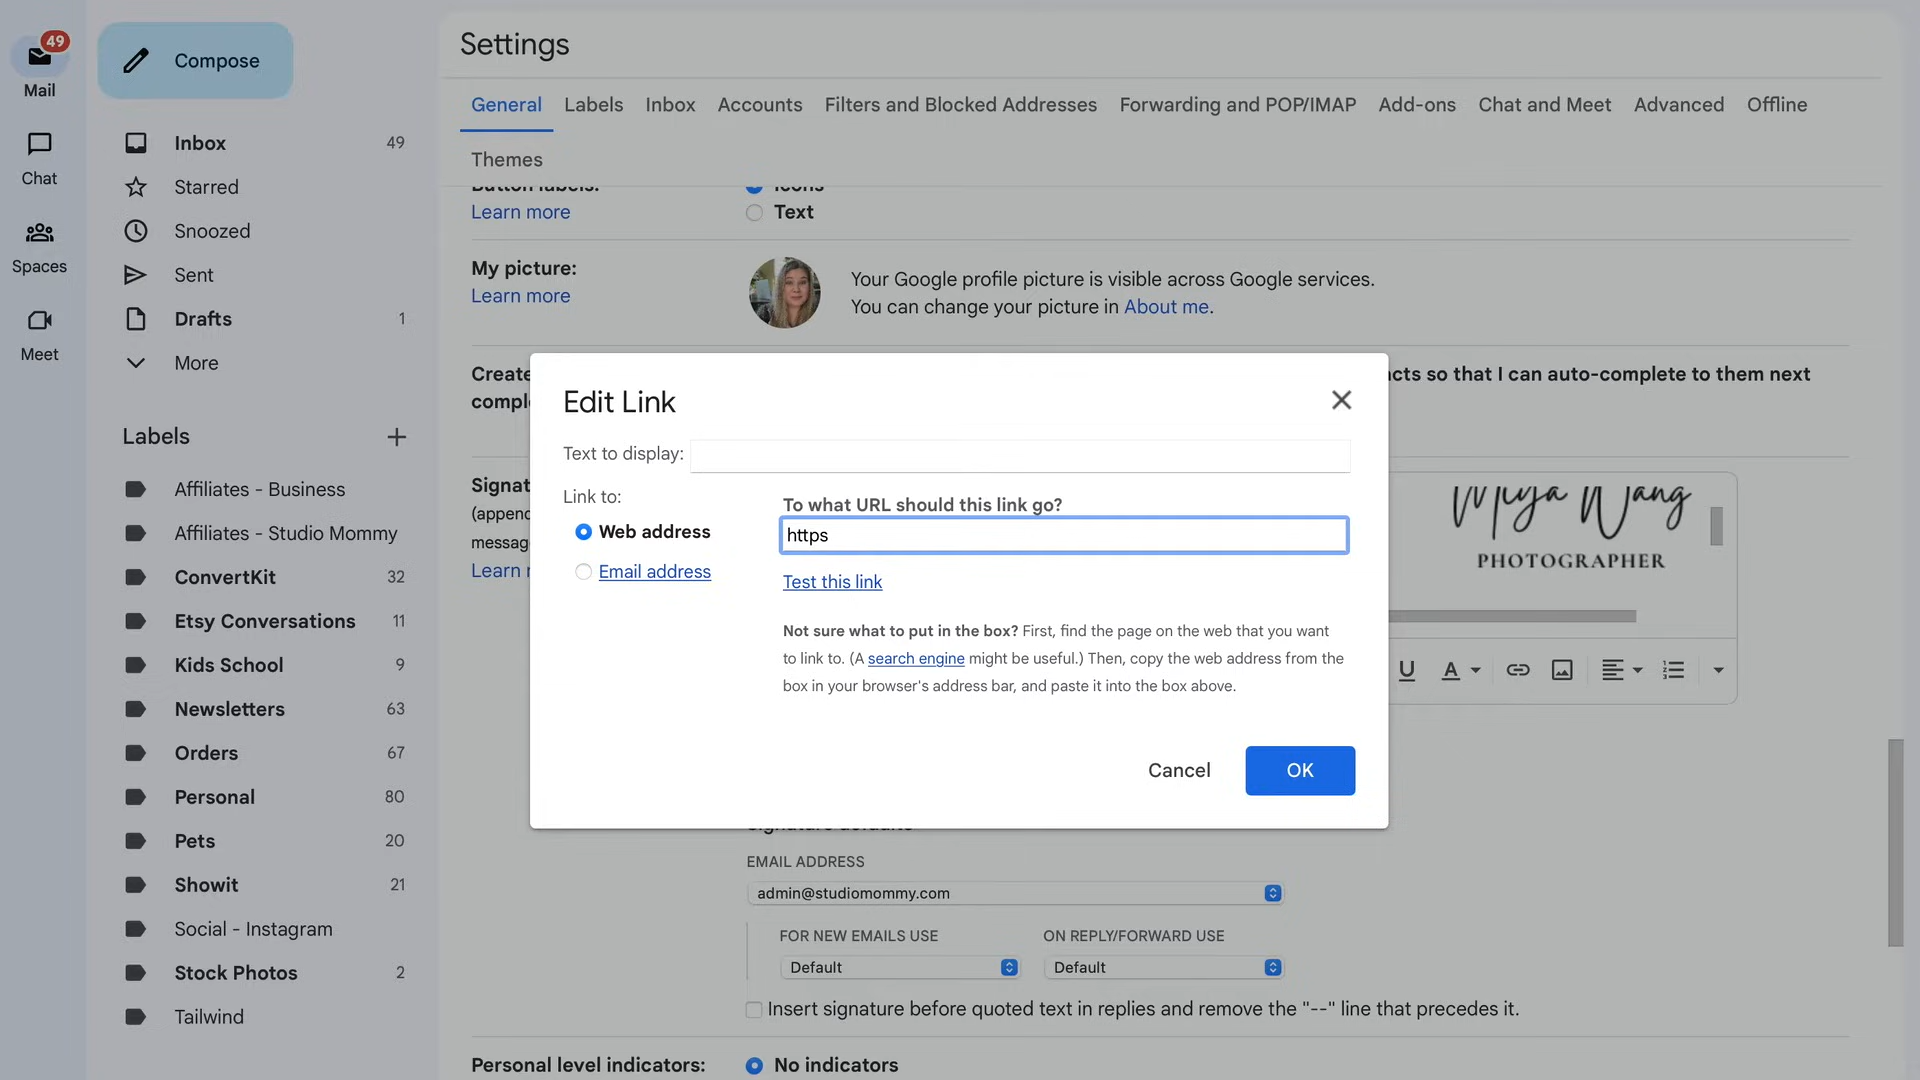 49
Mail
Chat
Spaces
Meet
Compose
Inbox 49
Starred
Snoozed
Sent
Drafts 1
More
Labels
Affiliates - Business
Affiliates - Studio Mommy
ConvertKit 32
Etsy Conversations 11
Kids School 9
Newsletters 63
Orders 67
Personal 80
Pets 20
Showit 21
Social - Instagram
Stock Photos 2
Tailwind
Settings
General Labels Inbox Accounts Filters and Blocked Addresses Forwarding and POP/IMAP Add-ons Chat and Meet Advanced Offline
Themes
Button labels: Icons
Learn more Text
My picture:
Learn more
Your Google profile picture is visible across Google services.
You can change your picture in About me.
Create
cts so that I can auto-complete to them next
compl
Signat
(append
messag
Learn
Edit Link
Text to display:
Link to:
Web address
Email address
To what URL should this link go?
https
Test this link
Not sure what to put in the box? First, find the page on the web that you want
to link to. (A search engine might be useful.) Then, copy the web address from the
box in your browser's address bar, and paste it into the box above.
Cancel OK
Miya Wang
PHOTOGRAPHER
Signature defaults
EMAIL ADDRESS
admin@studiomommy.com
FOR NEW EMAILS USE ON REPLY/FORWARD USE
Default Default
Insert signature before quoted text in replies and remove the "--" line that precedes it.
Personal level indicators: No indicators